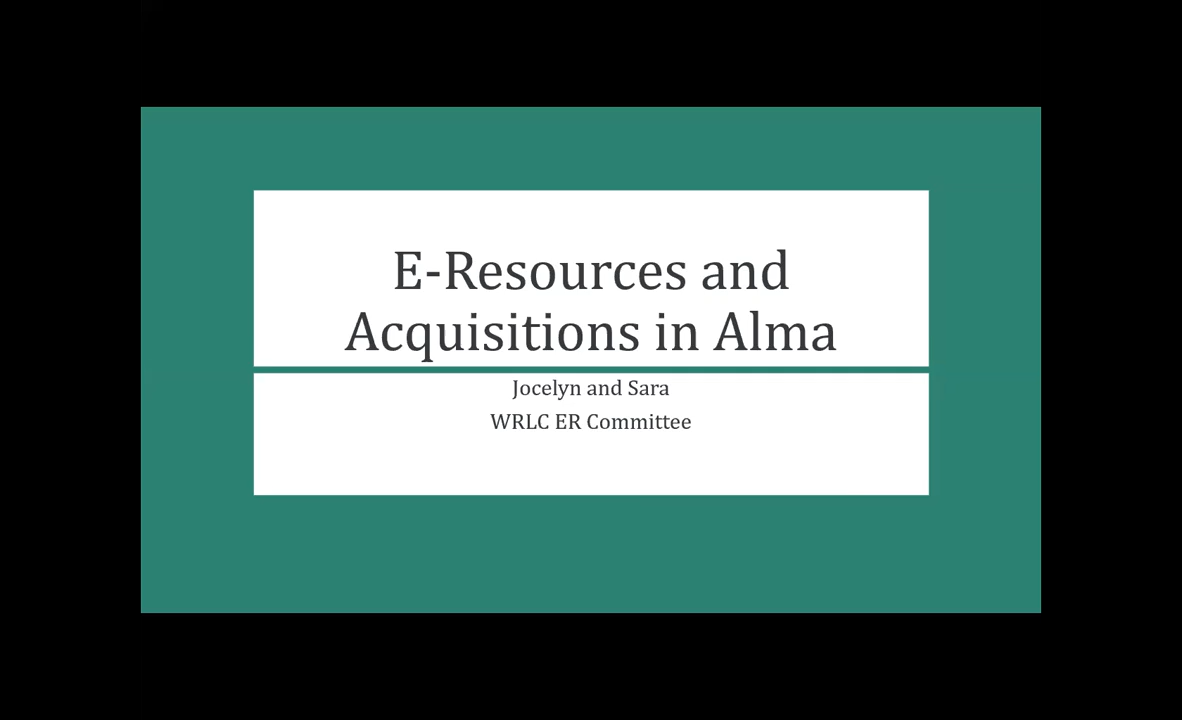 E-Resources and
Acquisitions in Alma
Jocelyn and Sara
WRLC ER Committee